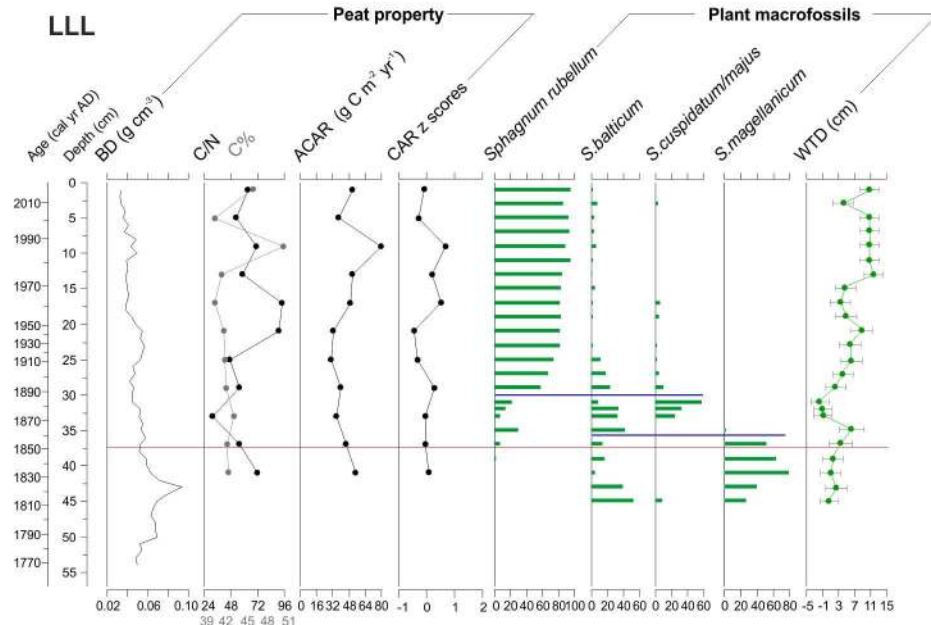 LLL
Peat property
Plant macrofossils
Age (cal yr AD)
Depth (cm)
BD (g cm⁻³)
C/N
C%
ACAR (g C m⁻² yr⁻¹)
CAR z scores
Sphagnum rubellum
S.balticum
S.cuspidatum/majus
S.magellanicum
WTD (cm)
2010
1990
1970
1950
1930
1910
1890
1870
1850
1830
1810
1790
1770
0
5
10
15
20
25
30
35
40
45
50
55
0.02 0.06 0.10
24 48 72 96
39 42 45 48 51
0 16 32 48 64 80
-1 0 1 2
0 20 40 60 80 100
0 20 40 60
0 20 40 60
0 20 40 60 80
-5 -1 3 7 11 15